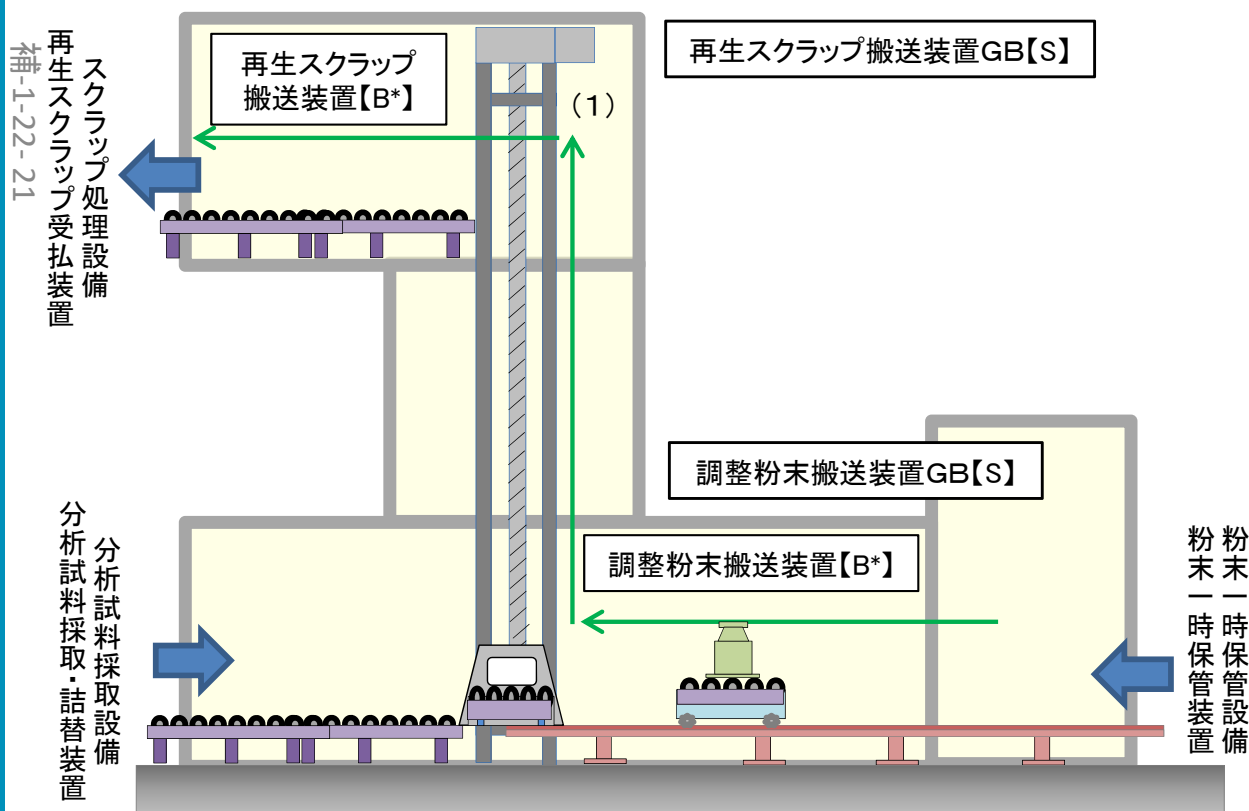 再生スクラップ
搬送装置【B*】
再生スクラップ搬送装置GB【S】
(1)
スクラップ処理設備
再生スクラップ受払装置
補-1-22-21
調整粉末搬送装置GB【S】
調整粉末搬送装置【B*】
分析試料採取設備
分析試料採取・詰替装置
粉末一時保管設備
粉末一時保管装置